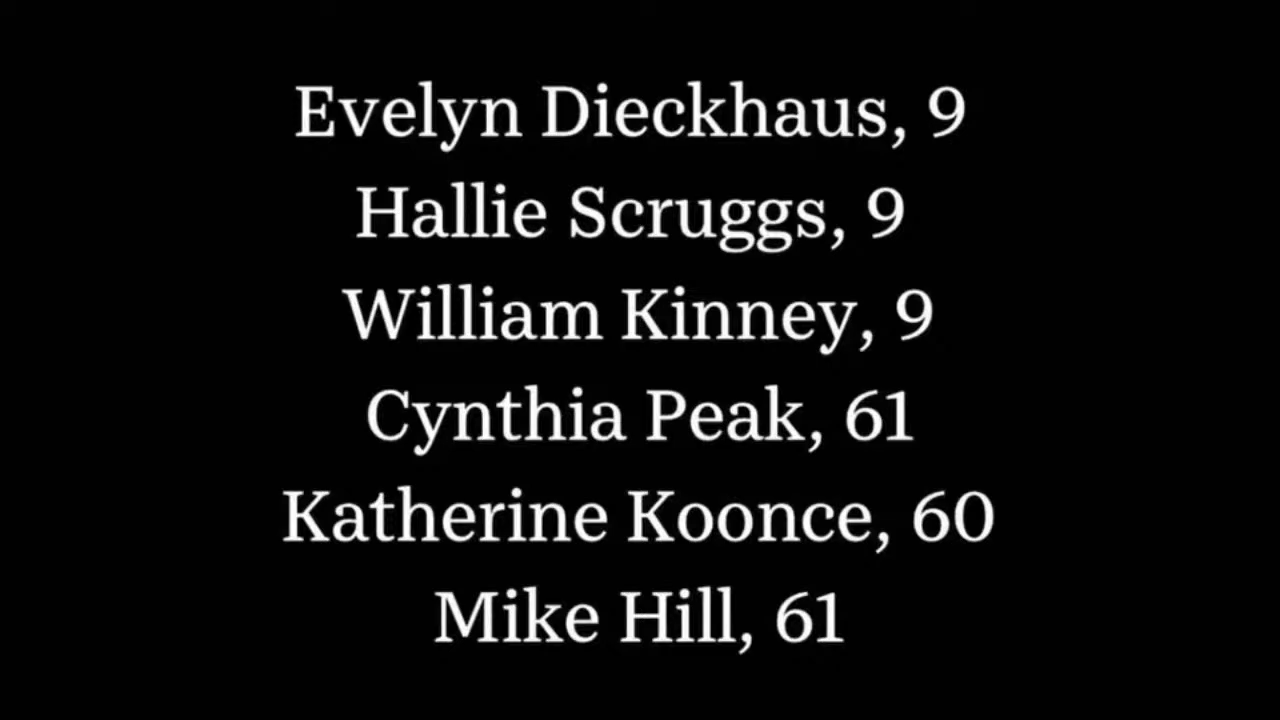 Evelyn Dieckhaus, 9
Hallie Scruggs, 9
William Kinney, 9
Cynthia Peak, 61
Katherine Koonce, 60
Mike Hill, 61